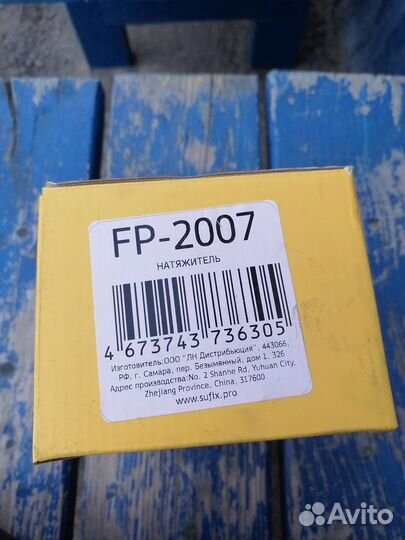 FP-2007
НАТЯЖИТЕЛЬ
4 673743 736305
Изготовитель:ООО "ЛН Дистрибьюция", 443066,
РФ, г. Самара, пер. Безымянный, дом 1, 326
Адрес производства:No. 2 Shanhe Rd, Yuhuan City,
Zhejiang Province, China, 317600
www.sufix.pro
Avito